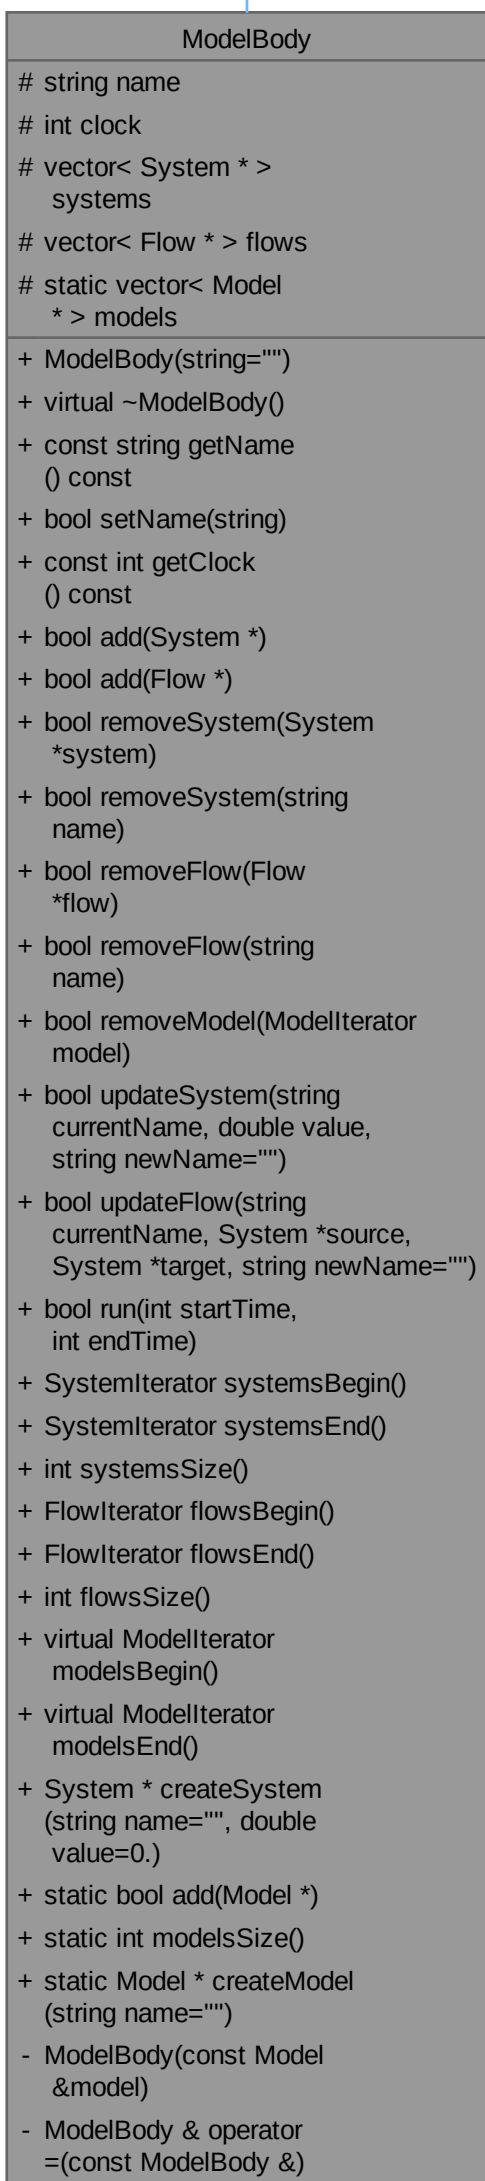 ModelBody
# string name
# int clock
# vector< System * >
systems
# vector< Flow * > flows
# static vector< Model
* > models
+ ModelBody(string="")
+ virtual ~ModelBody()
+ const string getName
() const
+ bool setName(string)
+ const int getClock
() const
+ bool add(System *)
+ bool add(Flow *)
+ bool removeSystem(System
*system)
+ bool removeSystem(string
name)
+ bool removeFlow(Flow
*flow)
+ bool removeFlow(string
name)
+ bool removeModel(ModelIterator
model)
+ bool updateSystem(string
currentName, double value,
string newName="")
+ bool updateFlow(string
currentName, System *source,
System *target, string newName="")
+ bool run(int startTime,
int endTime)
+ SystemIterator systemsBegin()
+ SystemIterator systemsEnd()
+ int systemsSize()
+ FlowIterator flowsBegin()
+ FlowIterator flowsEnd()
+ int flowsSize()
+ virtual ModelIterator
modelsBegin()
+ virtual ModelIterator
modelsEnd()
+ System * createSystem
(string name="", double
value=0.)
+ static bool add(Model *)
+ static int modelsSize()
+ static Model * createModel
(string name="")
- ModelBody(const Model
&model)
- ModelBody & operator
=(const ModelBody &)